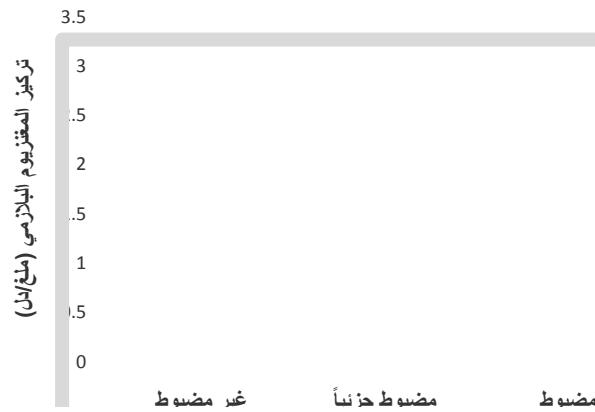 3.5
3
.5
2
.5
1
0.5
0
تركيز المغنزيوم البلازمي (ملغ/دل)
غير مضبوط
مضبوط جزئياً
مضبوط